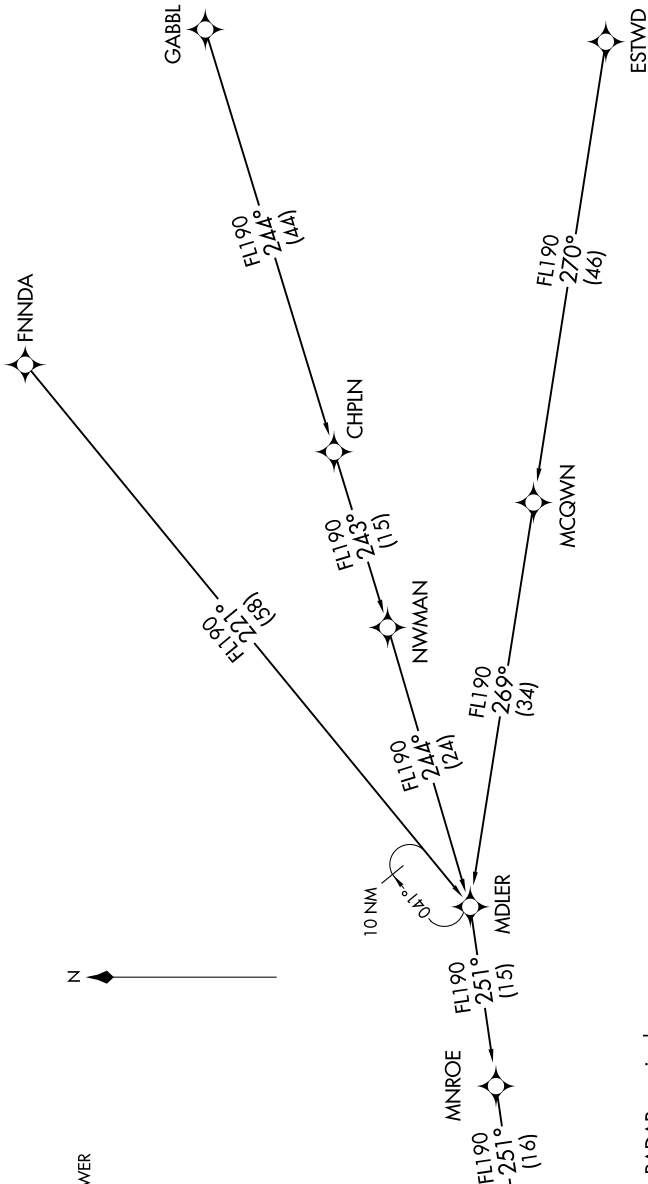 GABBL
FL190
244°
(44)
FNNDA
CHPLN
FL190
243°
(15)
FL190
221°
(58)
NWMAN
FL190
244°
(24)
ESTWD
FL190
270°
(46)
MCQWN
FL190
269°
(34)
10 NM
041°
MDLER
N
FL190
251°
(15)
MNROE
FL190
251°
(16)
WER